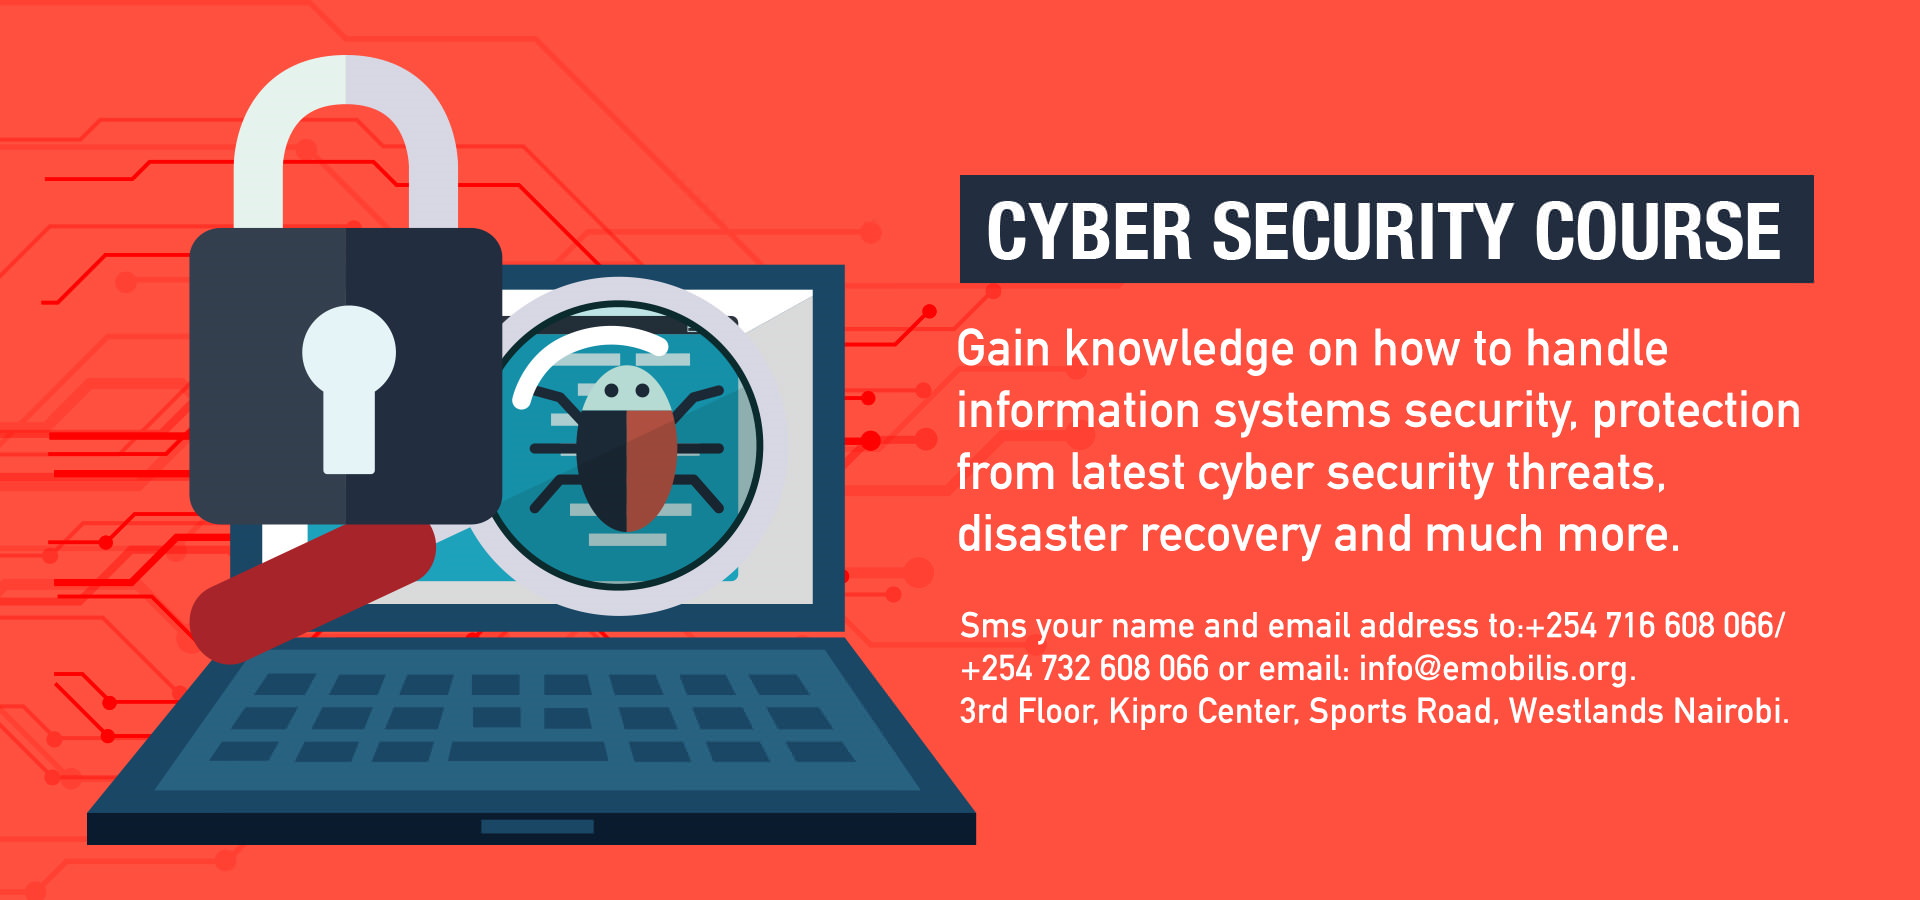 CYBER SECURITY COURSE
Gain knowledge on how to handle
information systems security, protection
from latest cyber security threats,
disaster recovery and much more.
Sms your name and email address to:+254 716 608 066/
+254 732 608 066 or email: info@emobilis.org.
3rd Floor, Kipro Center, Sports Road, Westlands Nairobi.